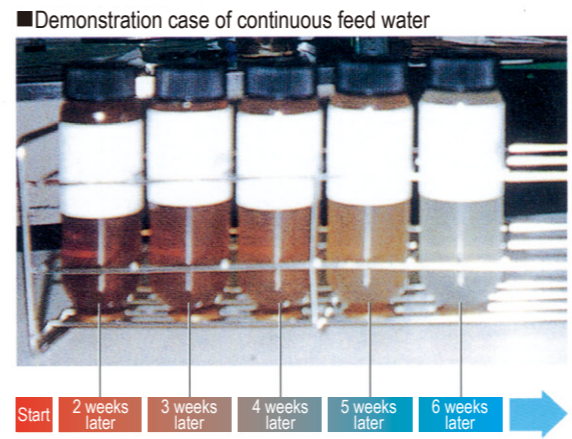 ■Demonstration case of continuous feed water
Start
2 weeks
later
3 weeks
later
4 weeks
later
5 weeks
later
6 weeks
later